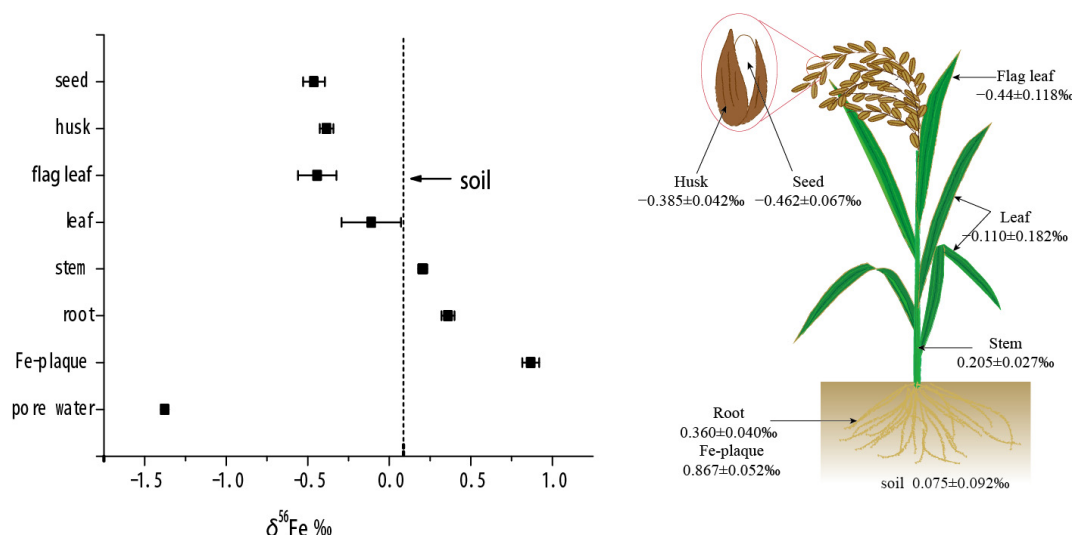 seed
husk
flag leaf
leaf
stem
root
Fe-plaque
pore water
soil
-1.5
-1.0
-0.5
0.0
0.5
1.0
δ⁵⁶Fe ‰
Flag leaf
−0.44±0.118‰
Husk
−0.385±0.042‰
Seed
−0.462±0.067‰
Leaf
−0.110±0.182‰
Stem
0.205±0.027‰
Root
0.360±0.040‰
Fe-plaque
0.867±0.052‰
soil 0.075±0.092‰